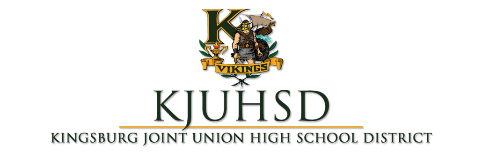 K
VIKINGS
KJUHSD
KINGSBURG JOINT UNION HIGH SCHOOL DISTRICT